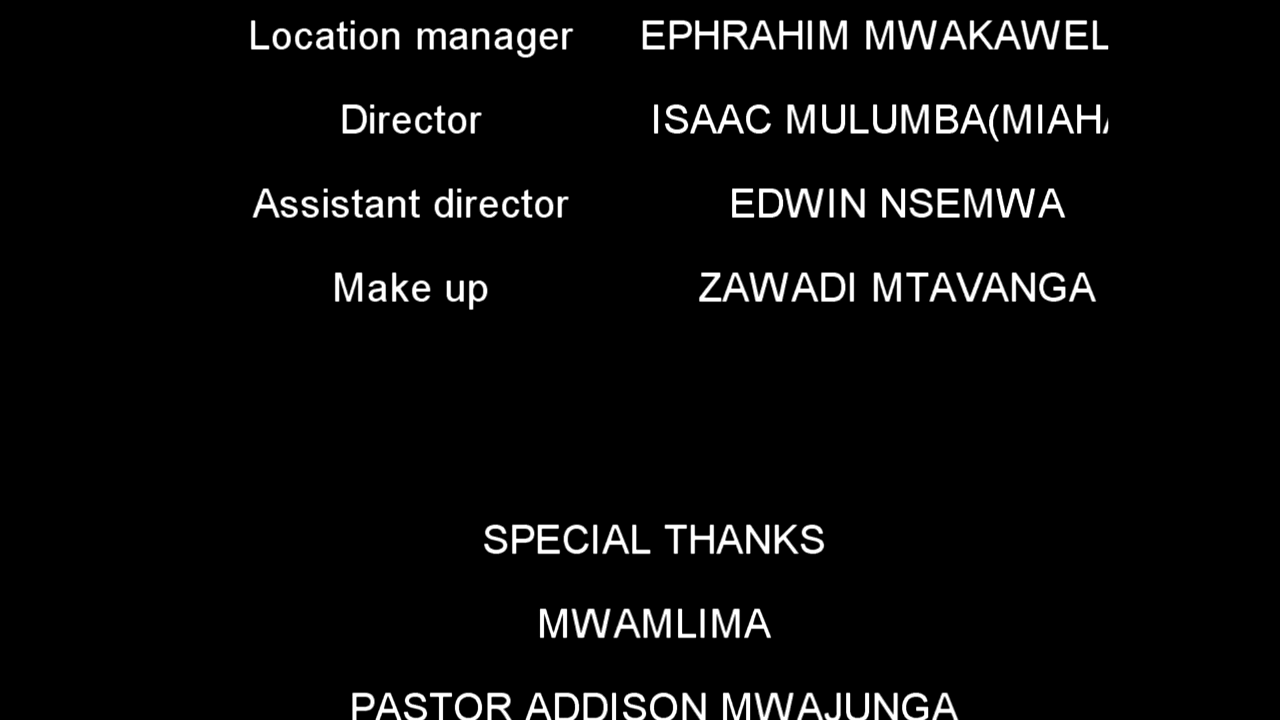 Location manager EPHRAHIM MWAKAWEL
Director ISAAC MULUMBA(MIAHA
Assistant director EDWIN NSEMWA
Make up ZAWADI MTAVANGA
SPECIAL THANKS
MWAMLIMA
PASTOR ADDISON MWAJUNGA